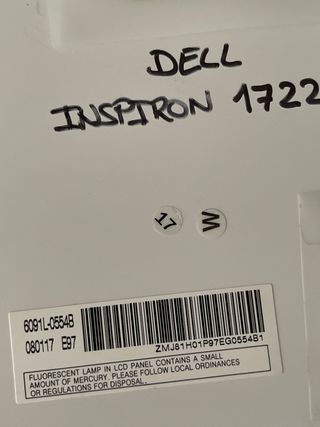 DELL
INSPIRON 1722
17 W
6091L-0554B
080117 E97
ZMJ81H01P97EG0554B1
FLUORESCENT LAMP IN LCD PANEL CONTAINS A SMALL
AMOUNT OF MERCURY. PLEASE FOLLOW LOCAL ORDINANCES
OR REGULATIONS FOR DISPOSAL.